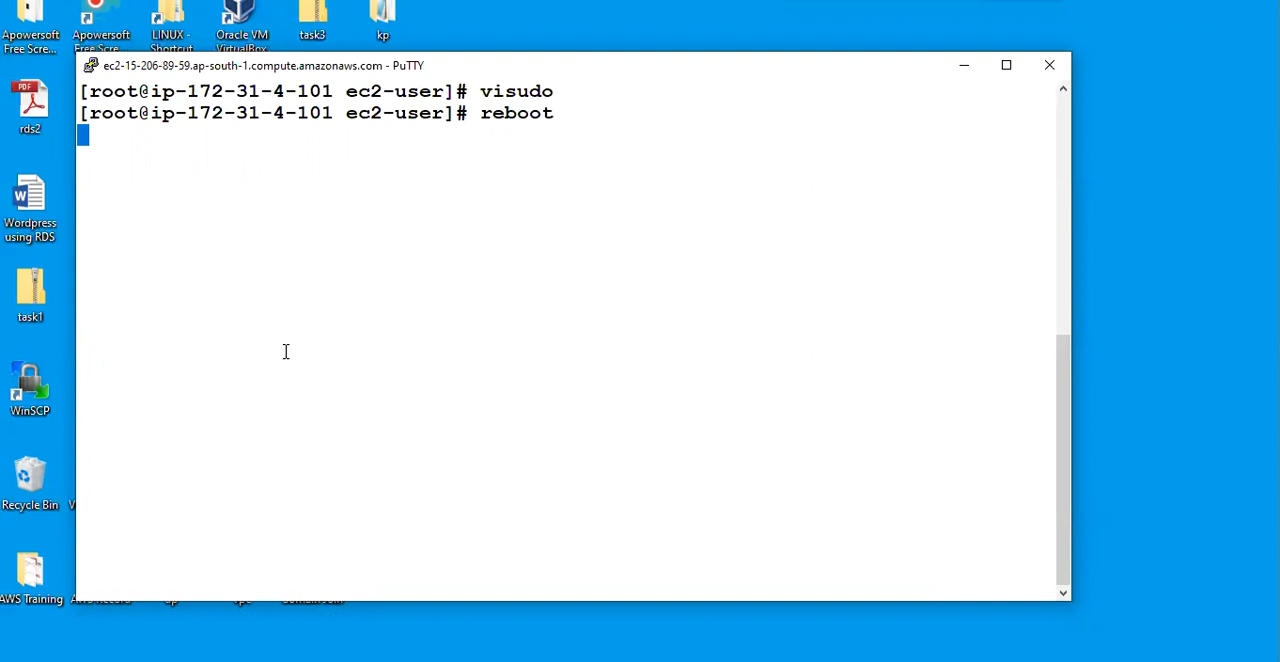 Apowersoft Free Scre...
Apowersoft Free Scre...
LINUX - Shortcut
Oracle VM VirtualBox
task3
kp
ec2-15-206-89-59.ap-south-1.compute.amazonaws.com - PuTTY
[root@ip-172-31-4-101 ec2-user]# visudo
[root@ip-172-31-4-101 ec2-user]# reboot
PDF
rds2
W
Wordpress
using RDS
task1
WinSCP
Recycle Bin
AWS Training